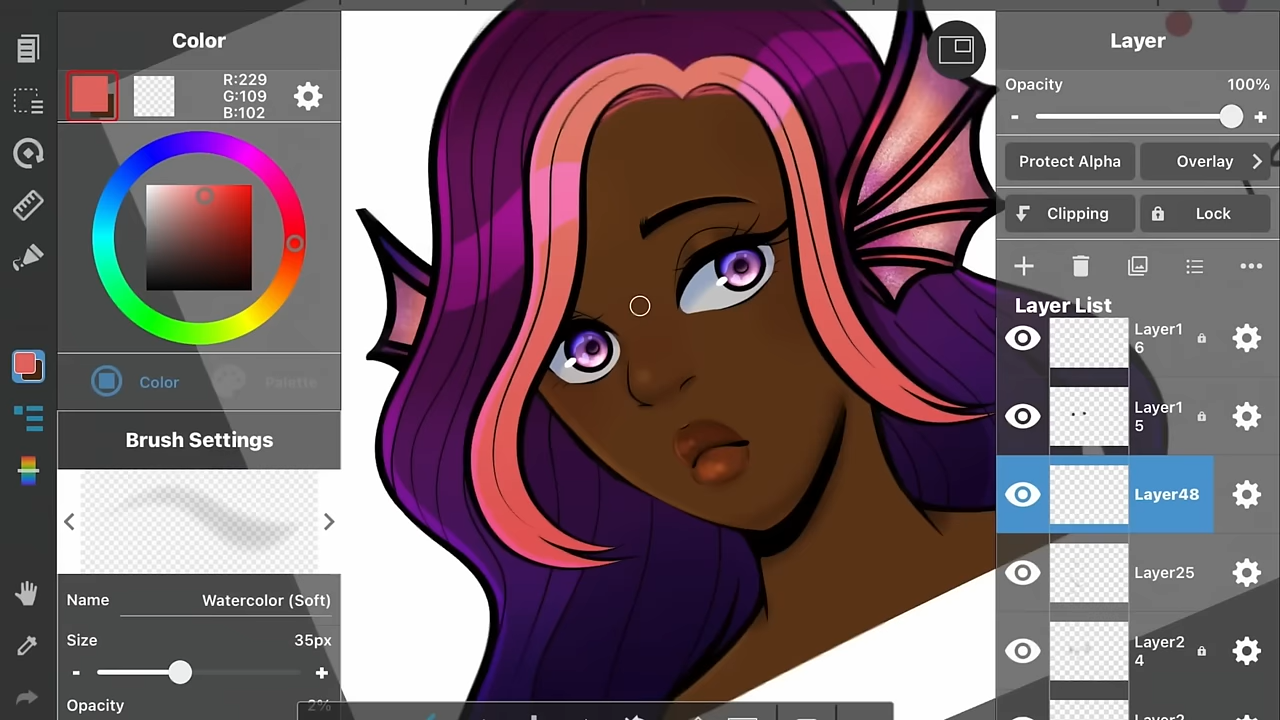 Color
R:229
G:109
B:102
Color
Palette
Brush Settings
Name
Watercolor (Soft)
Size
35px
Opacity
2%
Layer
Opacity
100%
Protect Alpha
Overlay
Clipping
Lock
Layer List
Layer1
6
Layer1
5
Layer48
Layer25
Layer2
4